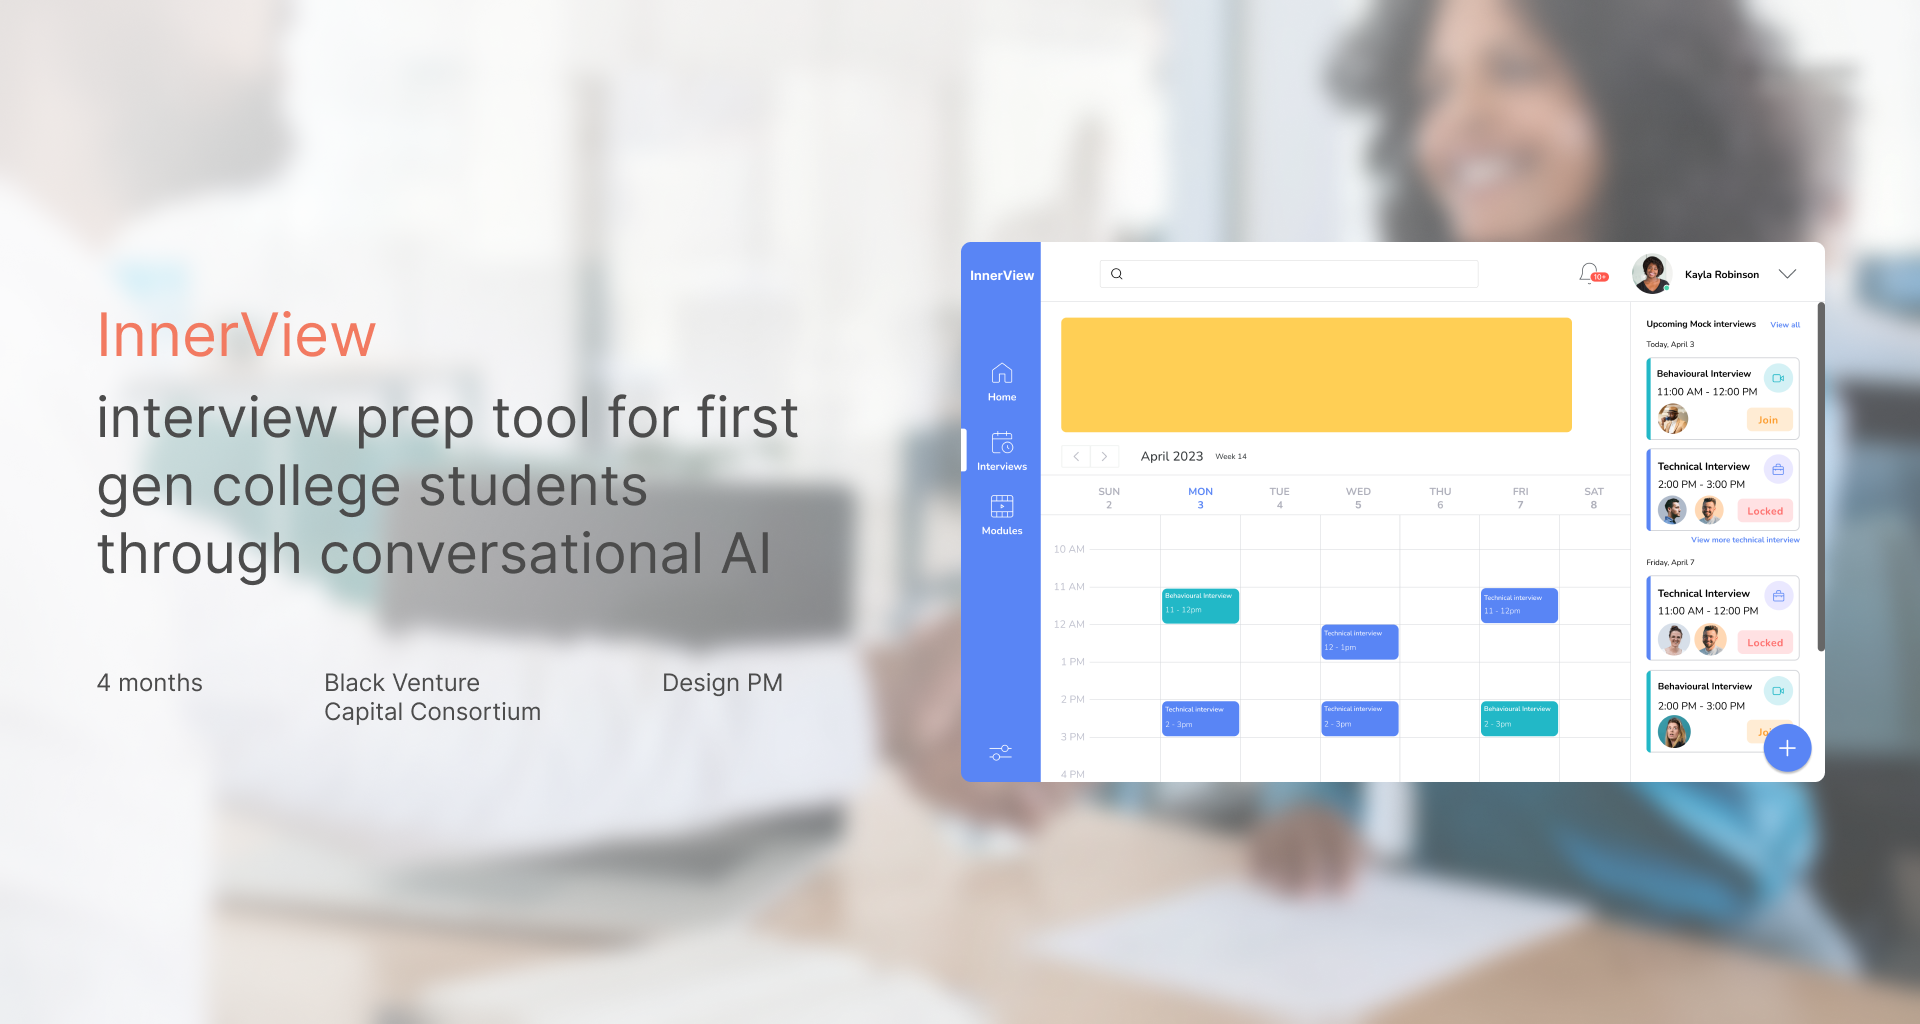 InnerView
interview prep tool for first
gen college students
through conversational AI
4 months
Black Venture
Capital Consortium
Design PM
InnerView
Home
Interviews
Modules
10+
Kayla Robinson
April 2023 Week 14
SUN MON TUE WED THU FRI SAT
2 3 4 5 6 7 8
10 AM
11 AM
Behavioural Interview
11 - 12pm
Technical interview
11 - 12pm
12 AM
Technical interview
12 - 1pm
1 PM
2 PM
Technical interview
2 - 3pm
Technical interview
2 - 3pm
Behavioural Interview
2 - 3pm
3 PM
4 PM
Upcoming Mock interviews View all
Today, April 3
Behavioural Interview
11:00 AM - 12:00 PM
Join
Technical Interview
2:00 PM - 3:00 PM
Locked
View more technical interview
Friday, April 7
Technical Interview
11:00 AM - 12:00 PM
Locked
Behavioural Interview
2:00 PM - 3:00 PM